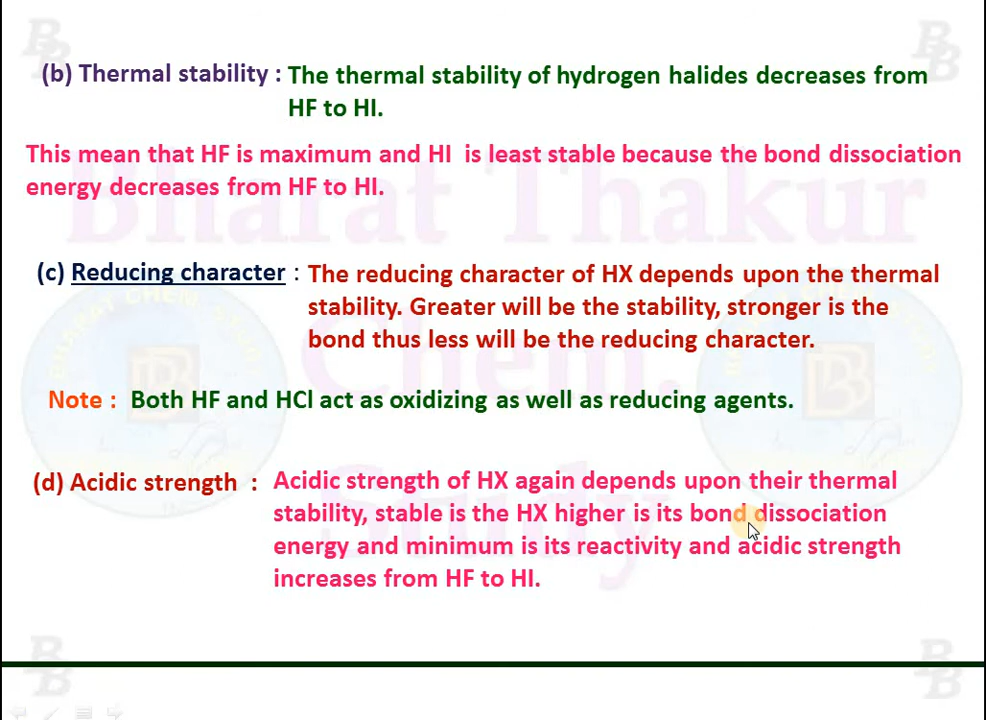 B B
B B
(b) Thermal stability : The thermal stability of hydrogen halides decreases from
HF to HI.
This mean that HF is maximum and HI is least stable because the bond dissociation
energy decreases from HF to HI.
Bharat Thakur
(c) Reducing character : The reducing character of HX depends upon the thermal
stability. Greater will be the stability, stronger is the
bond thus less will be the reducing character.
Chem.
Note : Both HF and HCl act as oxidizing as well as reducing agents.
(d) Acidic strength : Acidic strength of HX again depends upon their thermal
stability, stable is the HX higher is its bond dissociation
energy and minimum is its reactivity and acidic strength
increases from HF to HI.
Study
B B
B B